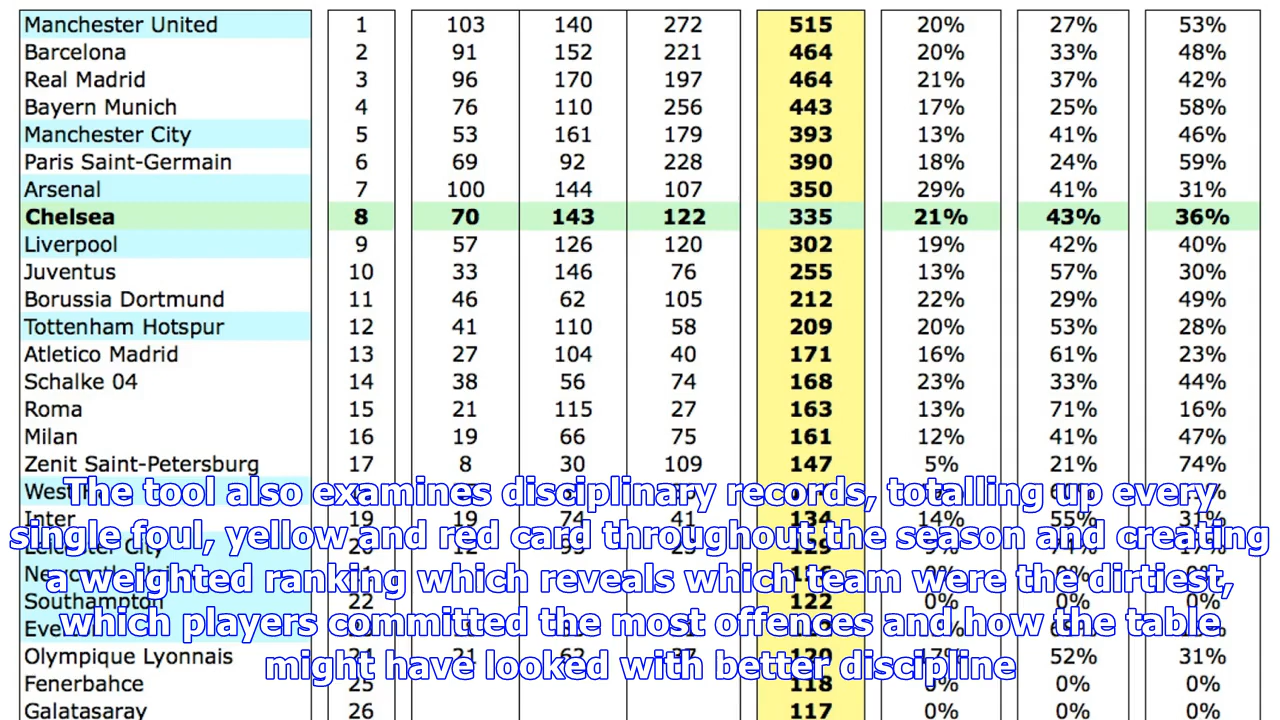 Manchester United 1 103 140 272 515 20% 27% 53%
Barcelona 2 91 152 221 464 20% 33% 48%
Real Madrid 3 96 170 197 464 21% 37% 42%
Bayern Munich 4 76 110 256 443 17% 25% 58%
Manchester City 5 53 161 179 393 13% 41% 46%
Paris Saint-Germain 6 69 92 228 390 18% 24% 59%
Arsenal 7 100 144 107 350 29% 41% 31%
Chelsea 8 70 143 122 335 21% 43% 36%
Liverpool 9 57 126 120 302 19% 42% 40%
Juventus 10 33 146 76 255 13% 57% 30%
Borussia Dortmund 11 46 62 105 212 22% 29% 49%
Tottenham Hotspur 12 41 110 58 209 20% 53% 28%
Atletico Madrid 13 27 104 40 171 16% 61% 23%
Schalke 04 14 38 56 74 168 23% 33% 44%
Roma 15 21 115 27 163 13% 71% 16%
Milan 16 19 66 75 161 12% 41% 47%
Zenit Saint-Petersburg 17 8 30 109 147 5% 21% 74%
The tool also examines disciplinary records, totalling up every
Inter 19 19 74 41 134 14% 55% 31%
single foul, yellow and red card throughout the season and creating
Leicester City
a weighted ranking which reveals which team were the dirtiest,
Southampton 22 122 0% 0% 0%
which players committed the most offences and how the table
Olympique Lyonnais 21 62 120 52% 31%
might have looked with better discipline
Fenerbahce 25 118 0% 0% 0%
Galatasaray 26 117 0% 0% 0%